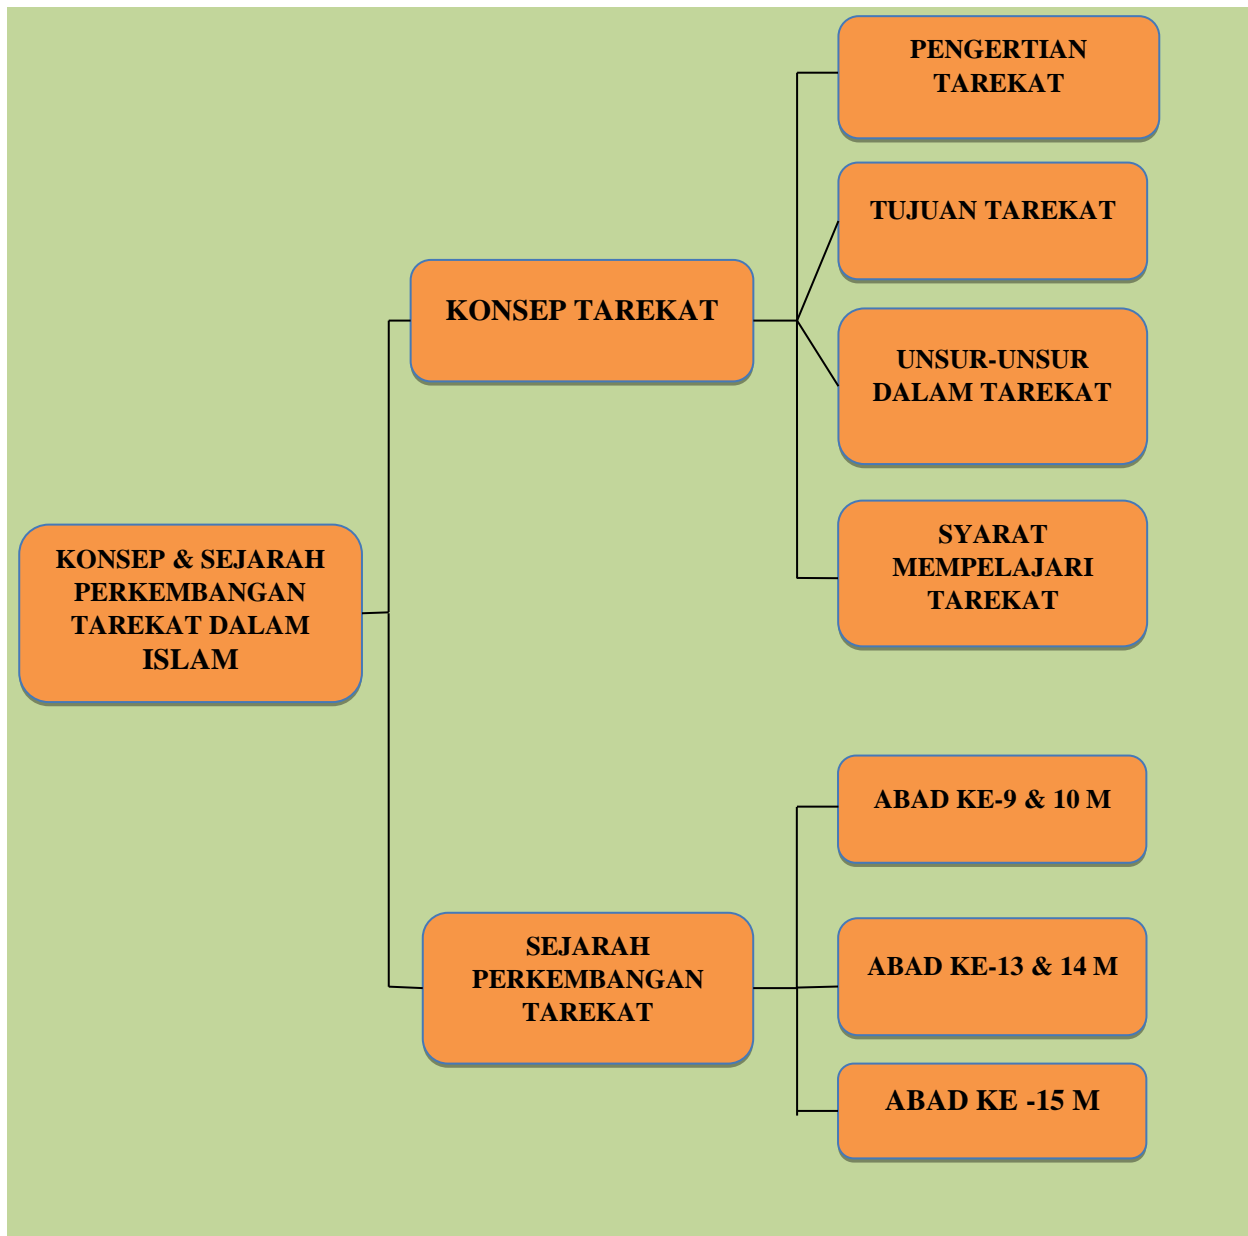 PENGERTIAN
TAREKAT
TUJUAN TAREKAT
KONSEP TAREKAT
UNSUR-UNSUR
DALAM TAREKAT
SYARAT
MEMPELAJARI
TAREKAT
KONSEP & SEJARAH
PERKEMBANGAN
TAREKAT DALAM
ISLAM
ABAD KE-9 & 10 M
SEJARAH
PERKEMBANGAN
TAREKAT
ABAD KE-13 & 14 M
ABAD KE -15 M